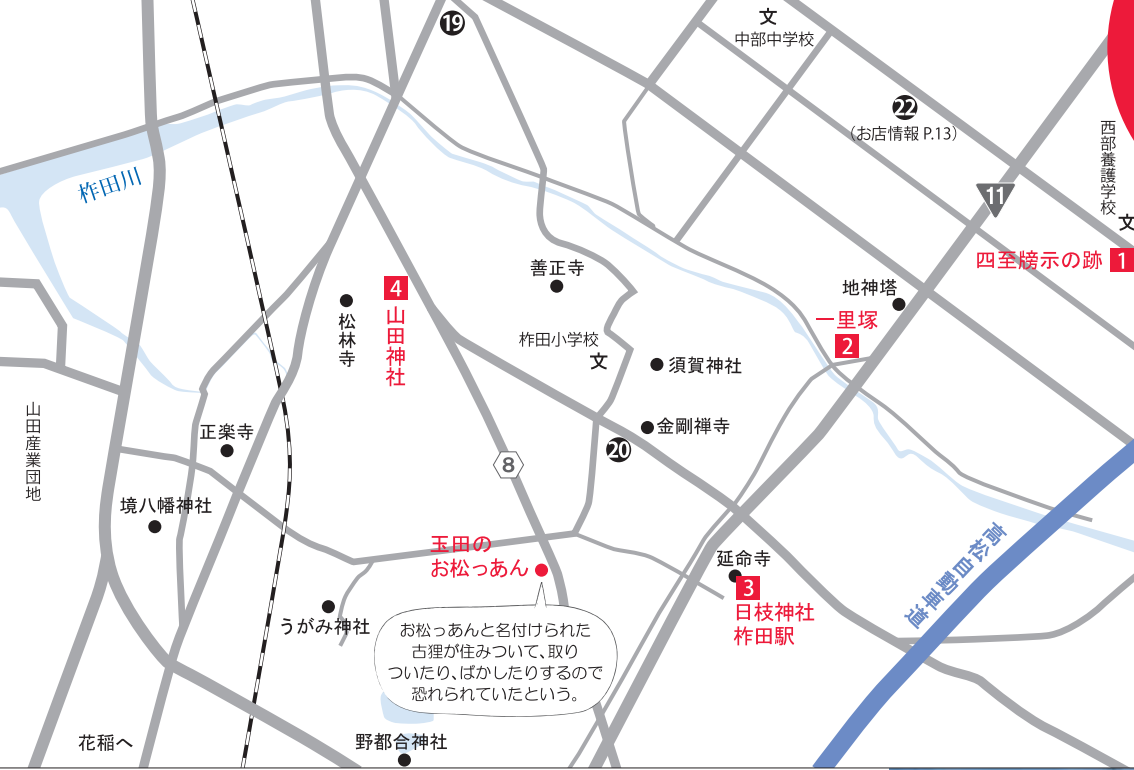 19
文
中部中学校
22
(お店情報 P.13)
西部養護学校
文
柞田川
11
四至牓示の跡 1
善正寺
地神塔
4
山田神社
松林寺
一里塚
2
柞田小学校
文
須賀神社
山田産業団地
正楽寺
金剛禅寺
20
8
境八幡神社
高松自動車道
玉田の
お松っあん
延命寺
3
日枝神社
柞田駅
うがみ神社
お松っあんと名付けられた
古狸が住みついて、取り
ついたり、ばかしたりするので
恐れられていたという。
花稲へ
野都合神社